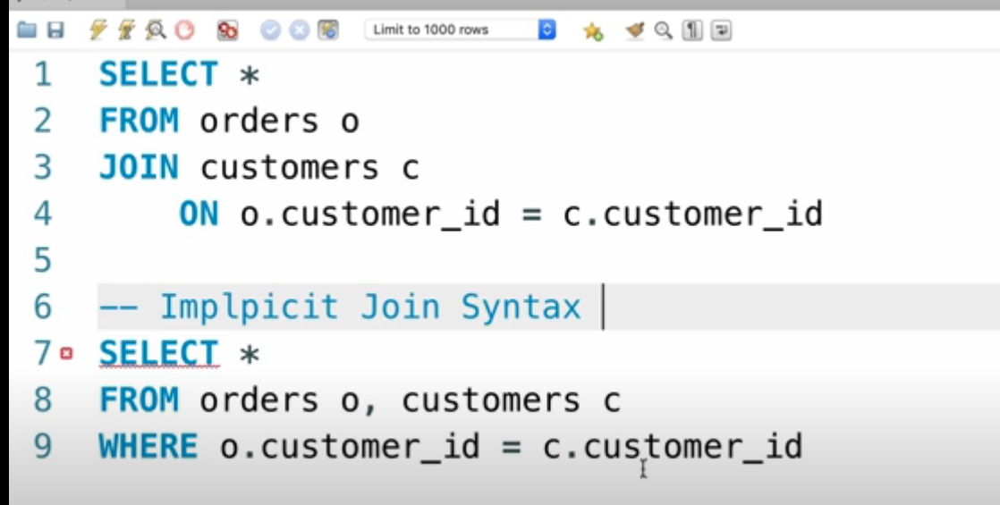 Limit to 1000 rows
1 SELECT *
2 FROM orders o
3 JOIN customers c
4 ON o.customer_id = c.customer_id
5
6 -- Implpicit Join Syntax
7 SELECT *
8 FROM orders o, customers c
9 WHERE o.customer_id = c.customer_id